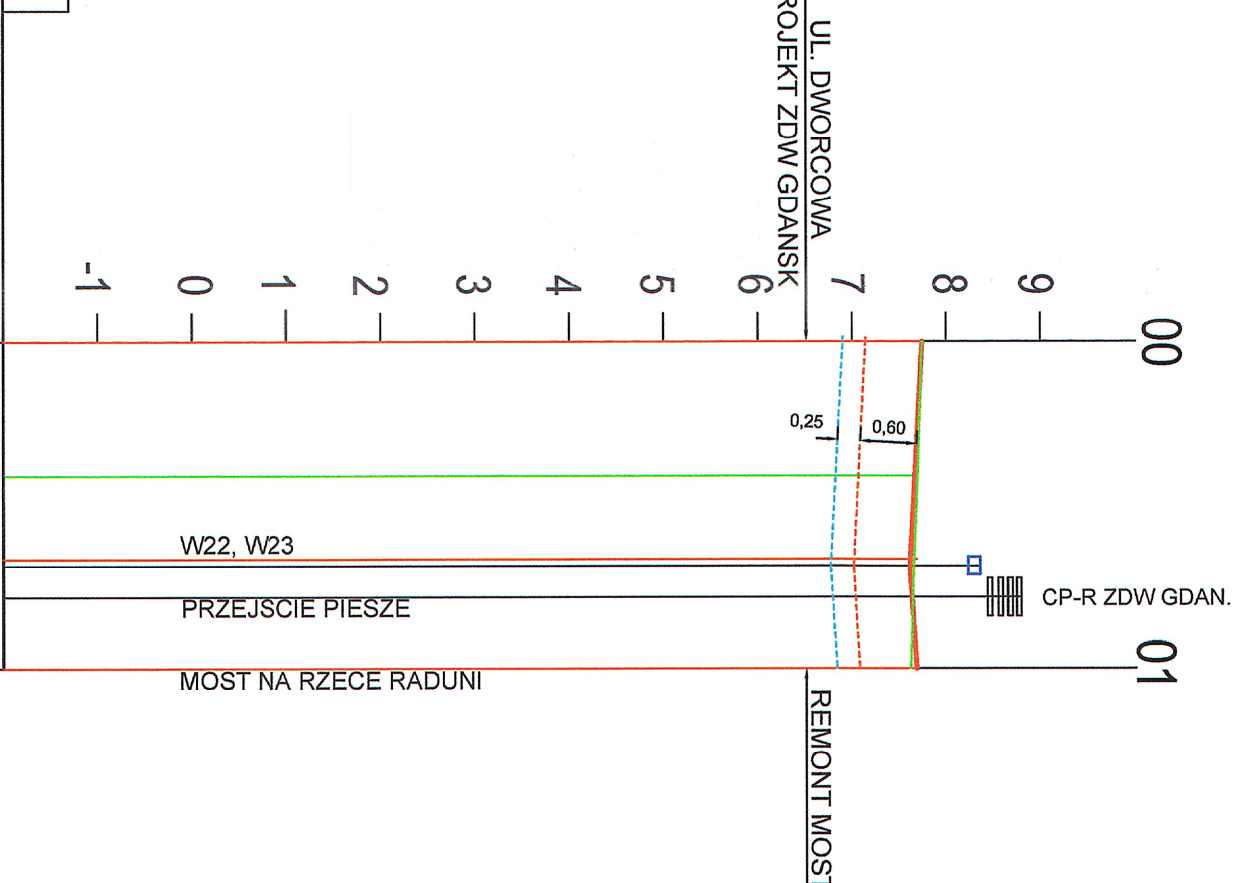 UL. DWORCOWA
ROJEKT ZDW GDANSK
-1
0
1
2
3
4
5
6
7
8
9
00
0,25
0,60
W22, W23
PRZEJSCIE PIESZE
CP-R ZDW GDAN.
01
MOST NA RZECE RADUNI
REMONT MOST